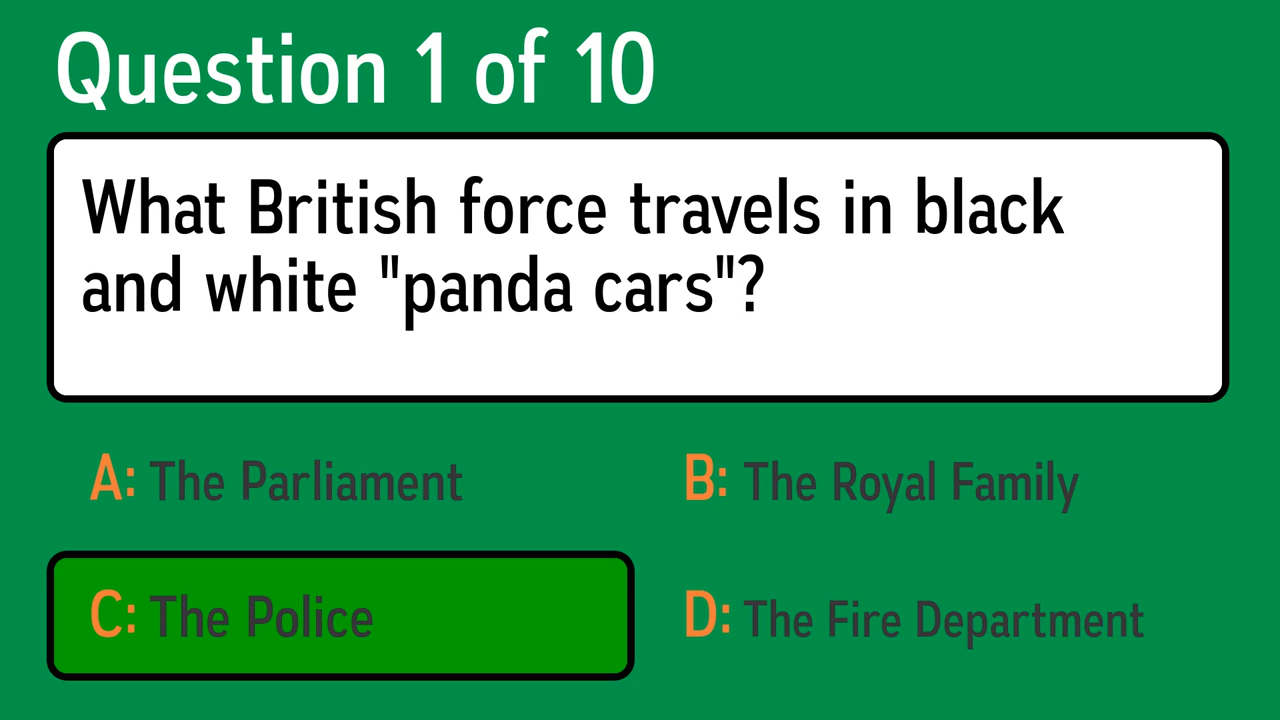 Question 1 of 10
What British force travels in black
and white "panda cars"?
A: The Parliament
B: The Royal Family
C: The Police
D: The Fire Department